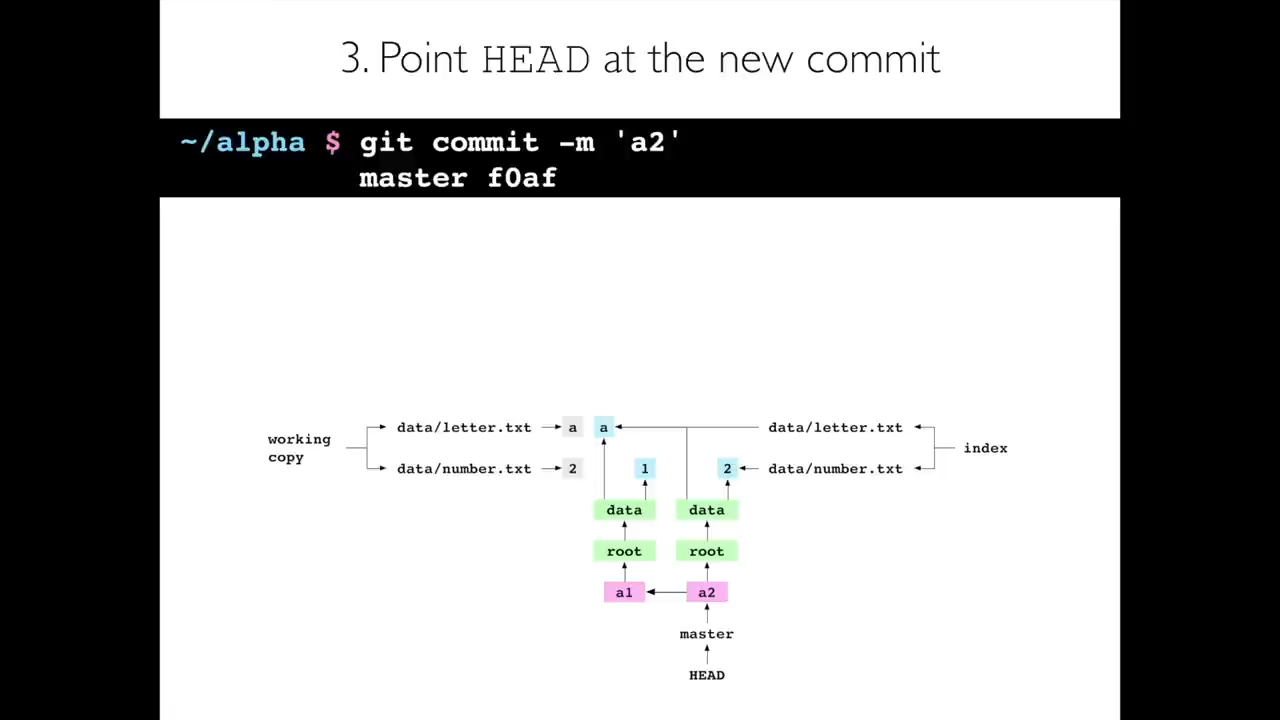 3. Point HEAD at the new commit
~/alpha $ git commit -m 'a2'
master f0af
working
copy
data/letter.txt
a
a
data/letter.txt
index
data/number.txt
2
1
2
data/number.txt
data
data
root
root
a1
a2
master
HEAD